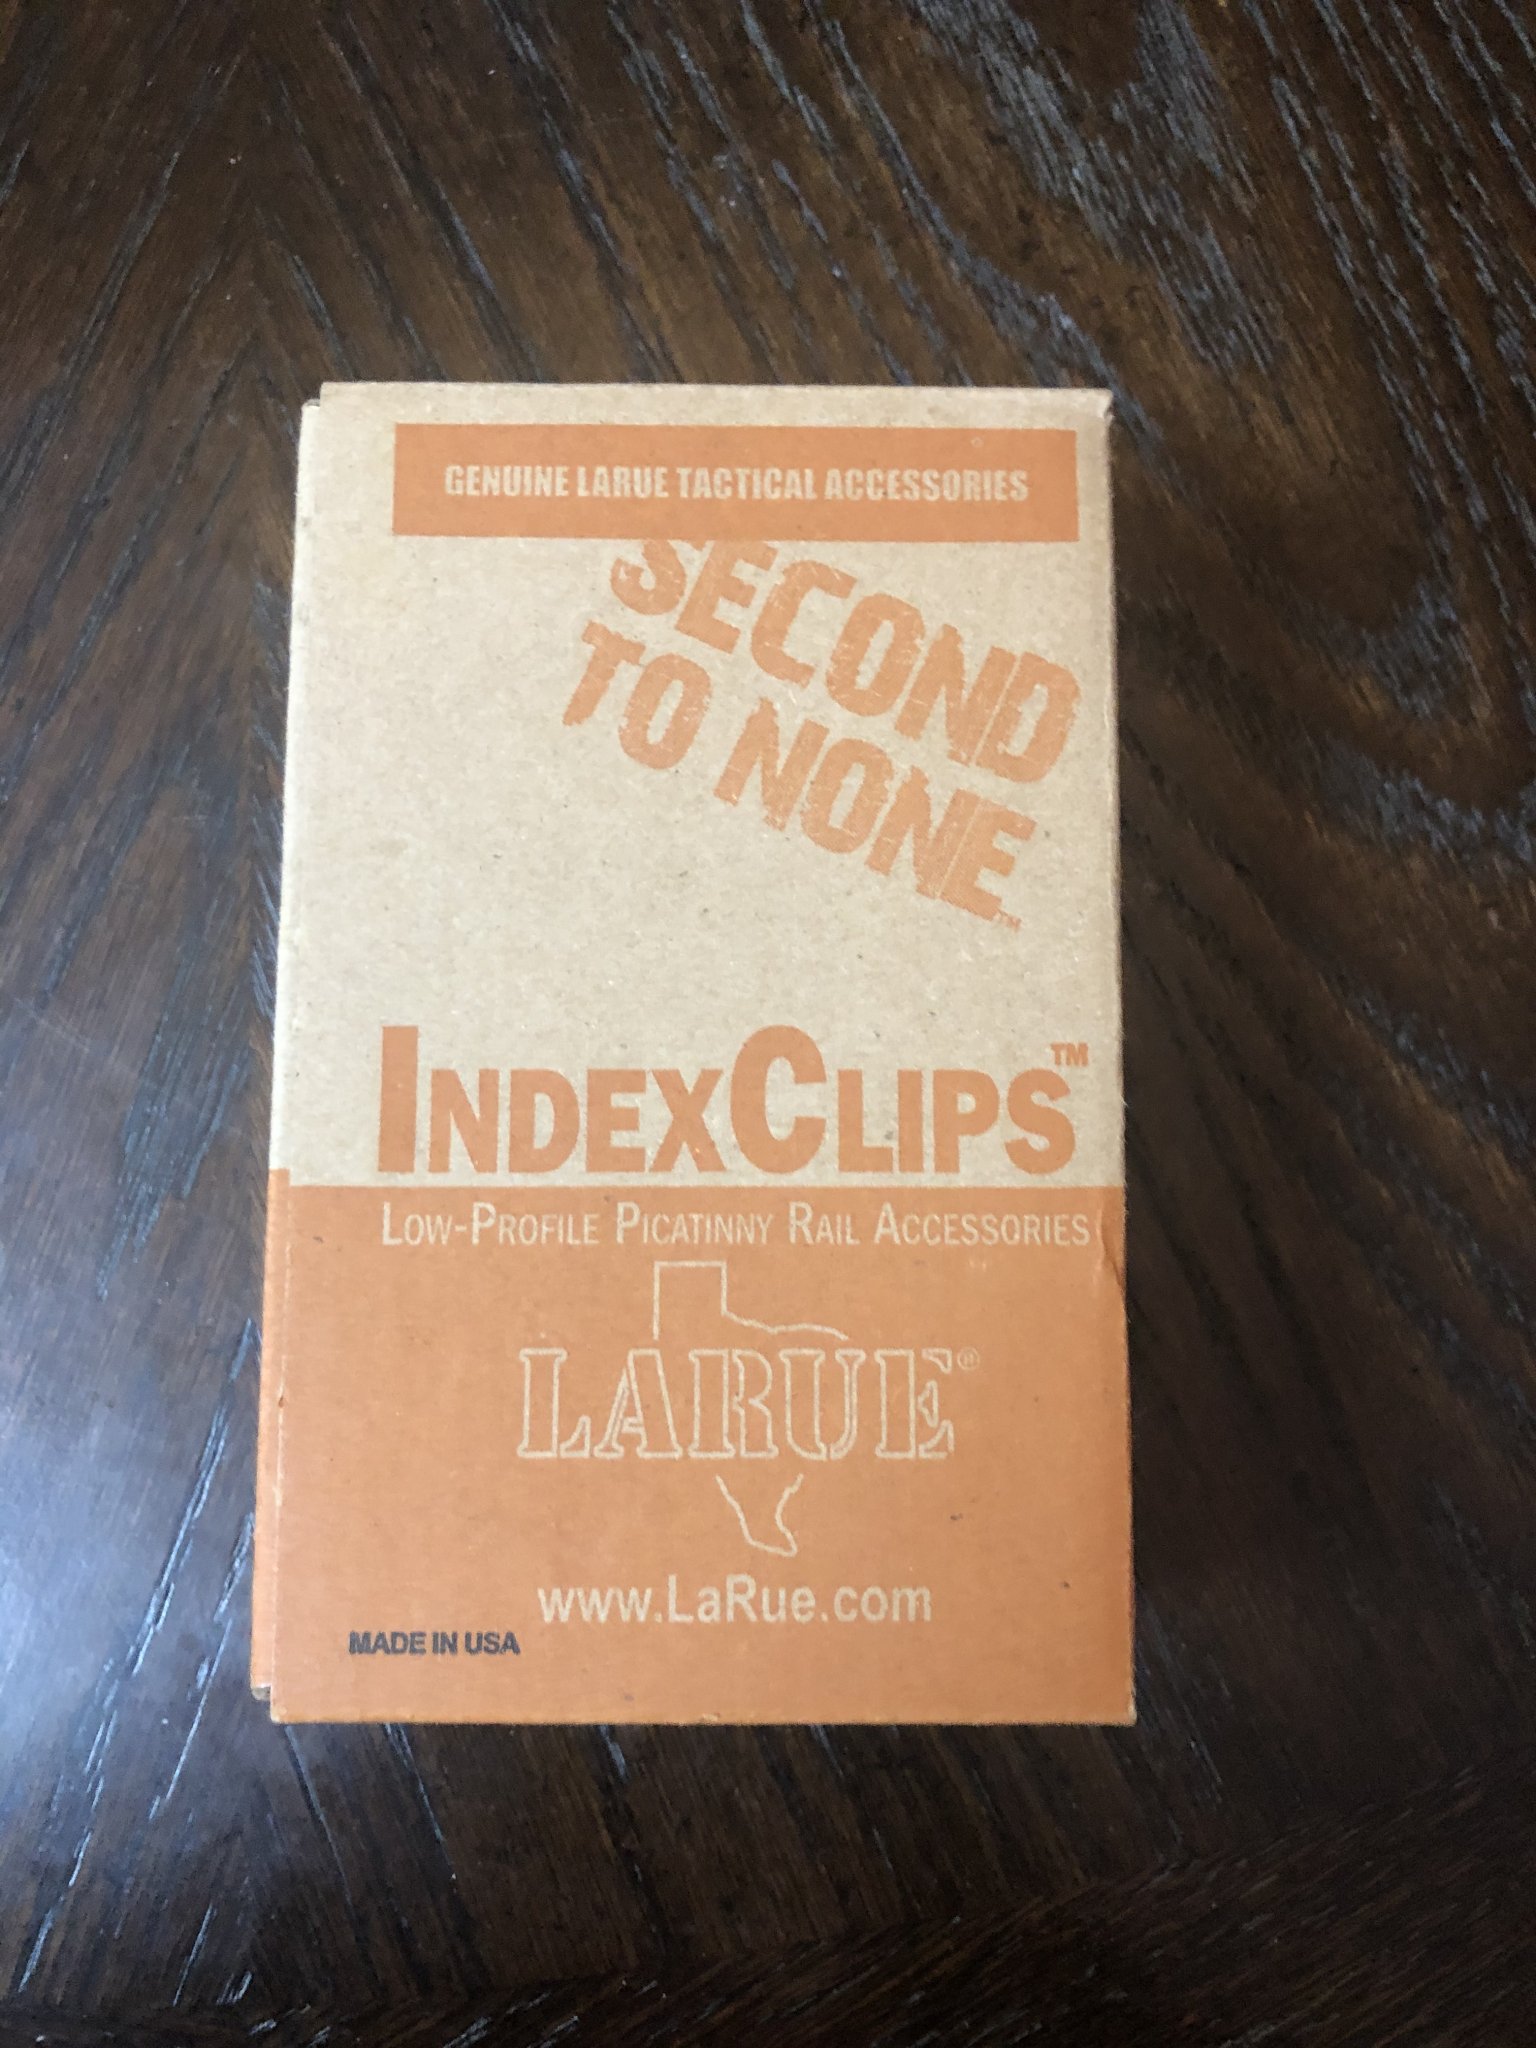 GENUINE LARUE TACTICAL ACCESSORIES
SECOND
TO NONE™
INDEXCLIPS™
LOW-PROFILE PICATINNY RAIL ACCESSORIES
LARUE®
www.LaRue.com
MADE IN USA